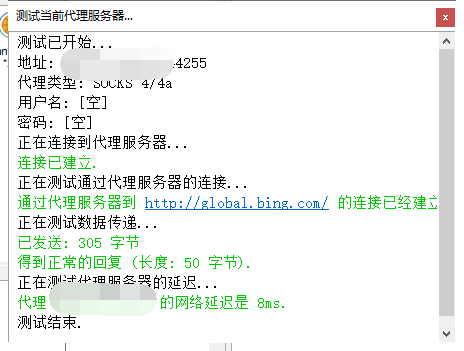 测试当前代理服务器...
测试已开始...
地址: 4255
代理类型: SOCKS 4/4a
用户名: [空]
密码: [空]
正在连接到代理服务器...
连接已建立.
正在测试通过代理服务器的连接...
通过代理服务器到 http://global.bing.com/ 的连接已经建立
正在测试数据传递...
已发送: 305 字节
得到正常的回复 (长度: 50 字节).
正在测试代理服务器的延迟...
代理 的网络延迟是 8ms.
测试结束.